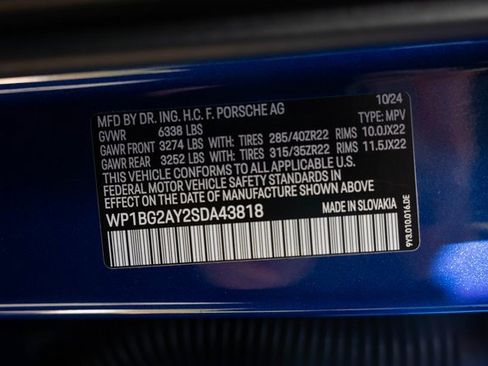 MFD BY DR. ING. H.C. F. PORSCHE AG 10/24
GVWR 6338 LBS TYPE: MPV
GAWR FRONT 3274 LBS WITH: TIRES 285/40ZR22 RIMS 10.0JX22
GAWR REAR 3252 LBS WITH: TIRES 315/35ZR22 RIMS 11.5JX22
THIS VEHICLE CONFORMS TO ALL APPLICABLE U.S.
FEDERAL MOTOR VEHICLE SAFETY STANDARDS IN EFFECT
ON THE DATE OF MANUFACTURE SHOWN ABOVE
WP1BG2AY2SDA43818 MADE IN SLOVAKIA
9Y3.010.016.DE